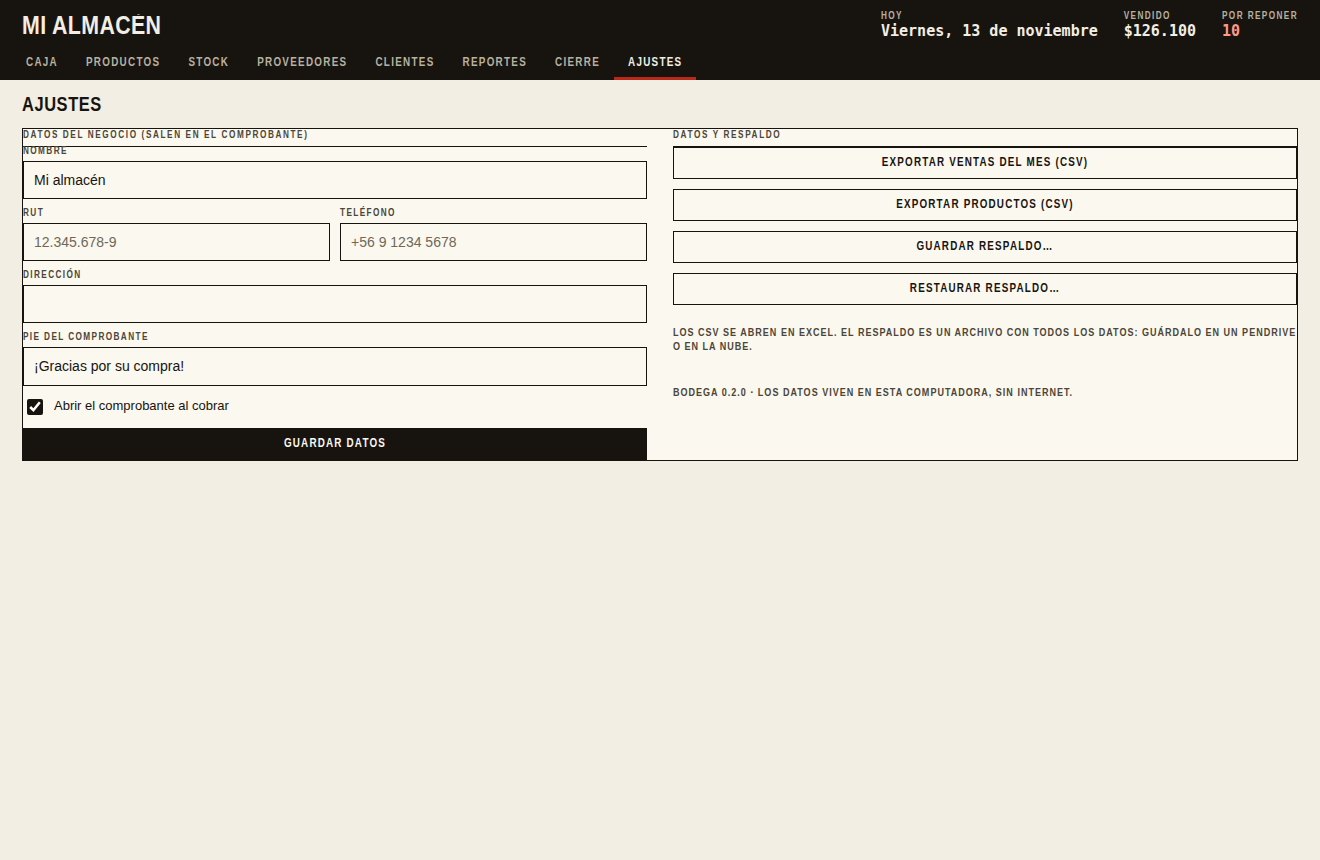 MI ALMACÉN
HOY
Viernes, 13 de noviembre
VENDIDO
$126.100
POR REPONER
10
CAJA PRODUCTOS STOCK PROVEEDORES CLIENTES REPORTES CIERRE AJUSTES
AJUSTES
DATOS DEL NEGOCIO (SALEN EN EL COMPROBANTE)
NOMBRE
Mi almacén
RUT
12.345.678-9
TELÉFONO
+56 9 1234 5678
DIRECCIÓN
PIE DEL COMPROBANTE
¡Gracias por su compra!
Abrir el comprobante al cobrar
GUARDAR DATOS
DATOS Y RESPALDO
EXPORTAR VENTAS DEL MES (CSV)
EXPORTAR PRODUCTOS (CSV)
GUARDAR RESPALDO…
RESTAURAR RESPALDO…
LOS CSV SE ABREN EN EXCEL. EL RESPALDO ES UN ARCHIVO CON TODOS LOS DATOS: GUÁRDALO EN UN PENDRIVE
O EN LA NUBE.
BODEGA 0.2.0 · LOS DATOS VIVEN EN ESTA COMPUTADORA, SIN INTERNET.